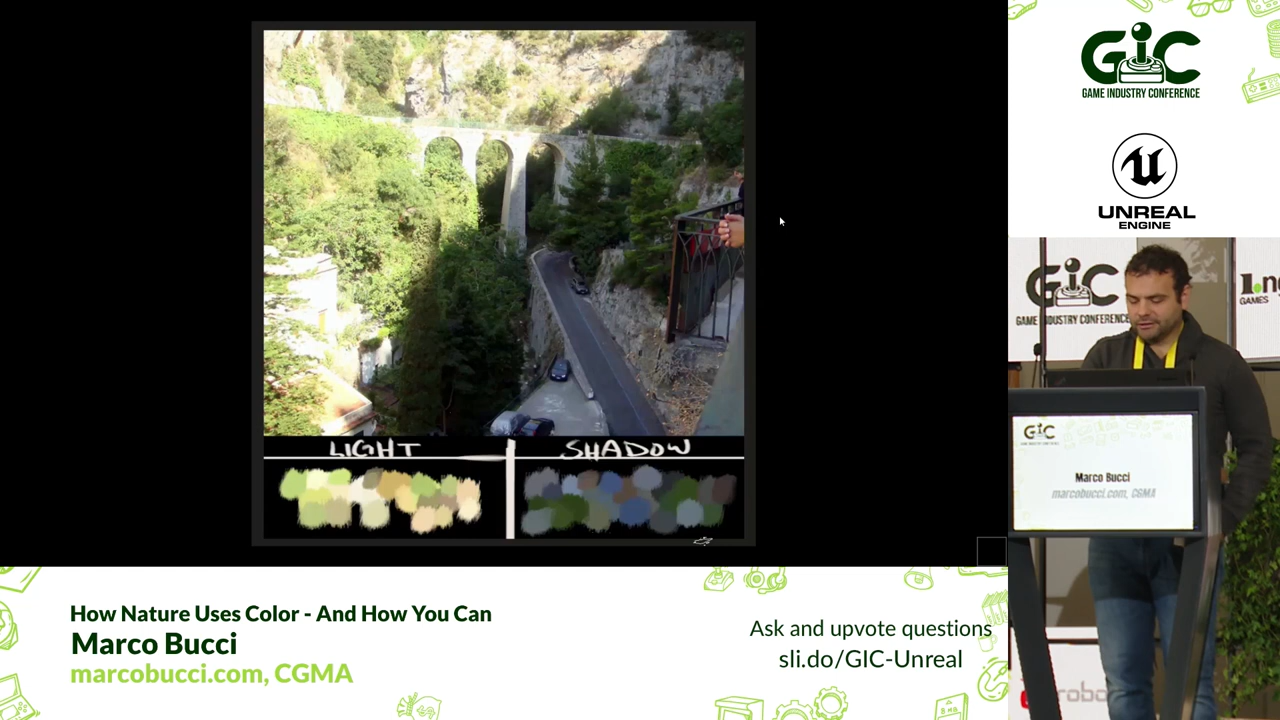 LIGHT
SHADOW
GIC
GAME INDUSTRY CONFERENCE
UNREAL
ENGINE
GIC
GAME INDUSTRY CONFERENCE
GAMES
GIC
Marco Bucci
marcobucci.com, CGMA
How Nature Uses Color - And How You Can
Marco Bucci
marcobucci.com, CGMA
Ask and upvote questions
sli.do/GIC-Unreal